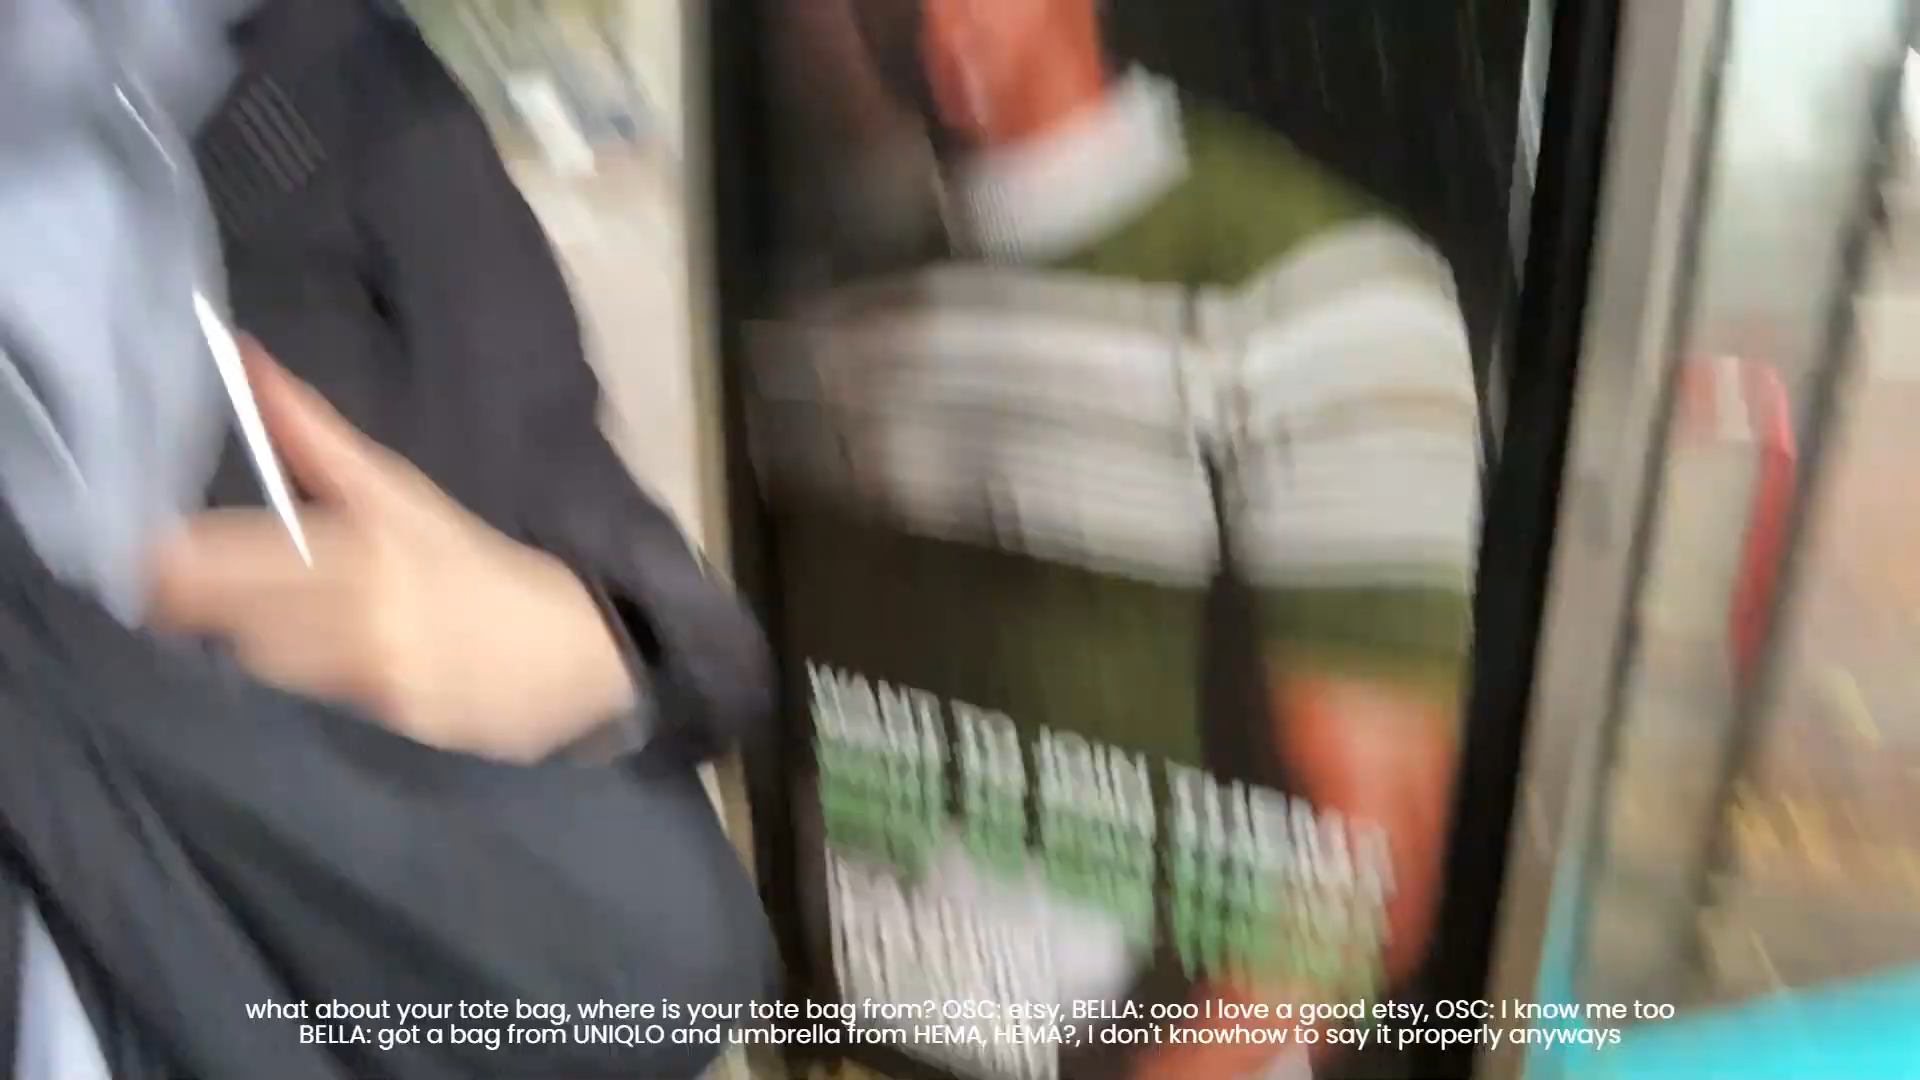 what about your tote bag, where is your tote bag from? OSC: etsy, BELLA: ooo I love a good etsy, OSC: I know me too
BELLA: got a bag from UNIQLO and umbrella from HEMA, HEMA?, I don't knowhow to say it properly anyways